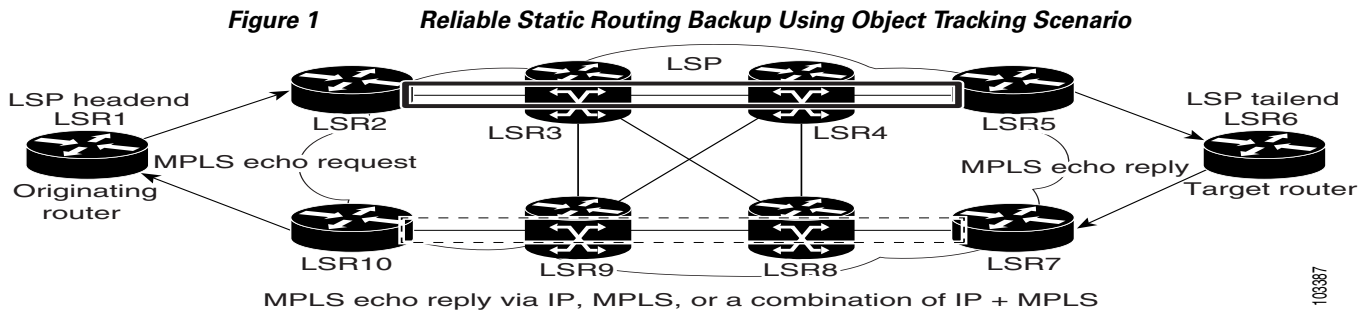 Figure 1 Reliable Static Routing Backup Using Object Tracking Scenario
LSP
LSP headend
LSR1
LSR2
LSR3
LSR4
LSR5
LSP tailend
LSR6
MPLS echo request
MPLS echo reply
Originating
router
Target router
LSR10
LSR9
LSR8
LSR7
MPLS echo reply via IP, MPLS, or a combination of IP + MPLS
103387